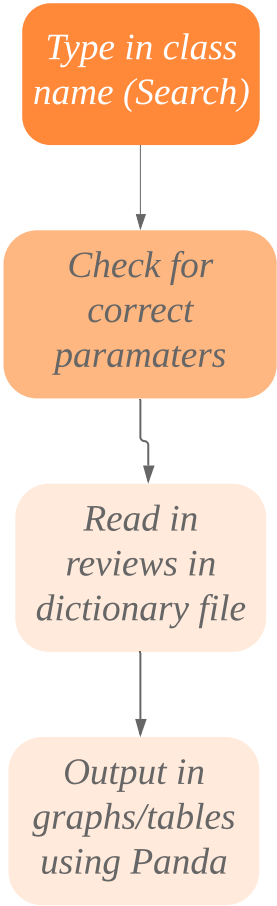 Type in class
name (Search)
Check for
correct
paramaters
Read in
reviews in
dictionary file
Output in
graphs/tables
using Panda